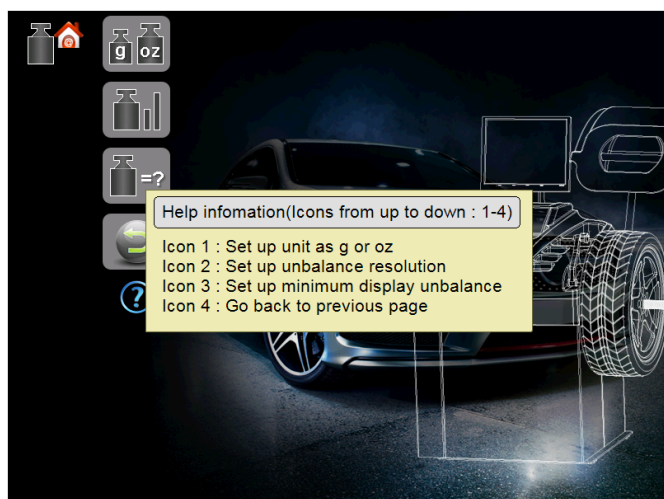 g oz
=?
?
Help infomation(Icons from up to down : 1-4)
Icon 1 : Set up unit as g or oz
Icon 2 : Set up unbalance resolution
Icon 3 : Set up minimum display unbalance
Icon 4 : Go back to previous page